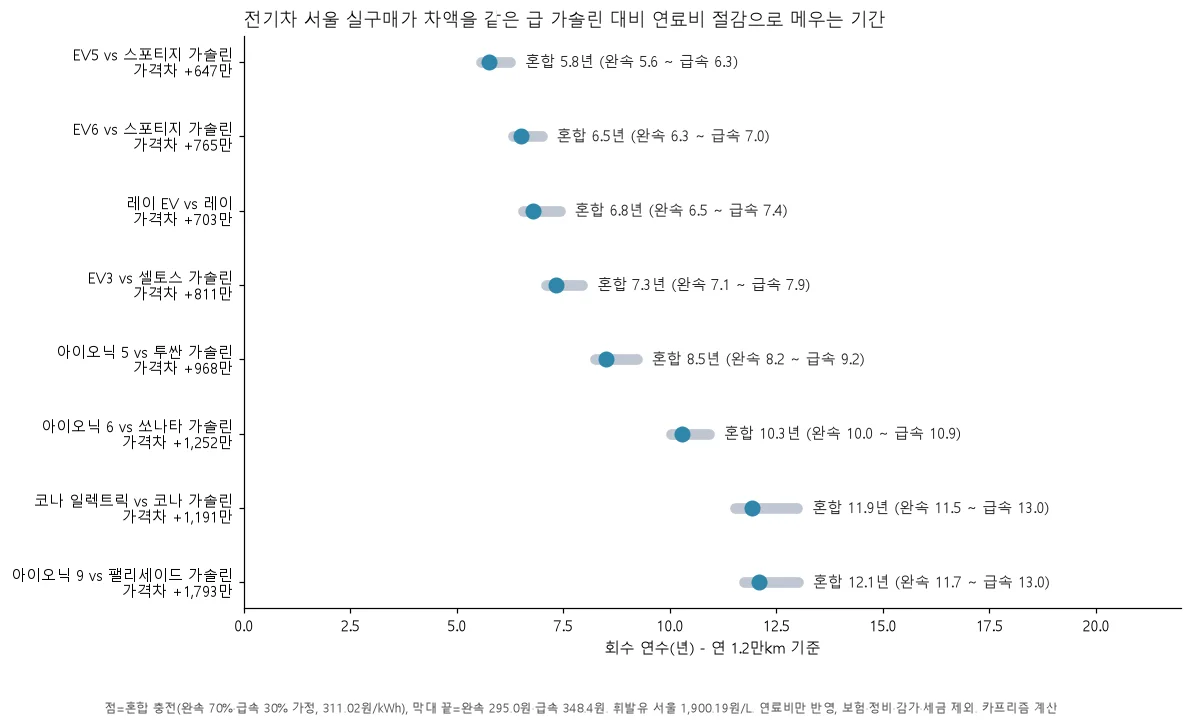 전기차 서울 실구매가 차액을 같은 급 가솔린 대비 연료비 절감으로 메우는 기간
EV5 vs 스포티지 가솔린
가격차 +647만
혼합 5.8년 (완속 5.6 ~ 급속 6.3)
EV6 vs 스포티지 가솔린
가격차 +765만
혼합 6.5년 (완속 6.3 ~ 급속 7.0)
레이 EV vs 레이
가격차 +703만
혼합 6.8년 (완속 6.5 ~ 급속 7.4)
EV3 vs 셀토스 가솔린
가격차 +811만
혼합 7.3년 (완속 7.1 ~ 급속 7.9)
아이오닉 5 vs 투싼 가솔린
가격차 +968만
혼합 8.5년 (완속 8.2 ~ 급속 9.2)
아이오닉 6 vs 쏘나타 가솔린
가격차 +1,252만
혼합 10.3년 (완속 10.0 ~ 급속 10.9)
코나 일렉트릭 vs 코나 가솔린
가격차 +1,191만
혼합 11.9년 (완속 11.5 ~ 급속 13.0)
아이오닉 9 vs 팰리세이드 가솔린
가격차 +1,793만
혼합 12.1년 (완속 11.7 ~ 급속 13.0)
0.0 2.5 5.0 7.5 10.0 12.5 15.0 17.5 20.0
회수 연수(년) - 연 1.2만km 기준
점=혼합 충전(완속 70%·급속 30% 가정, 311.02원/kWh), 막대 끝=완속 295.0원·급속 348.4원. 휘발유 서울 1,900.19원/L. 연료비만 반영, 보험·정비·감가·세금 제외. 카프리즘 계산